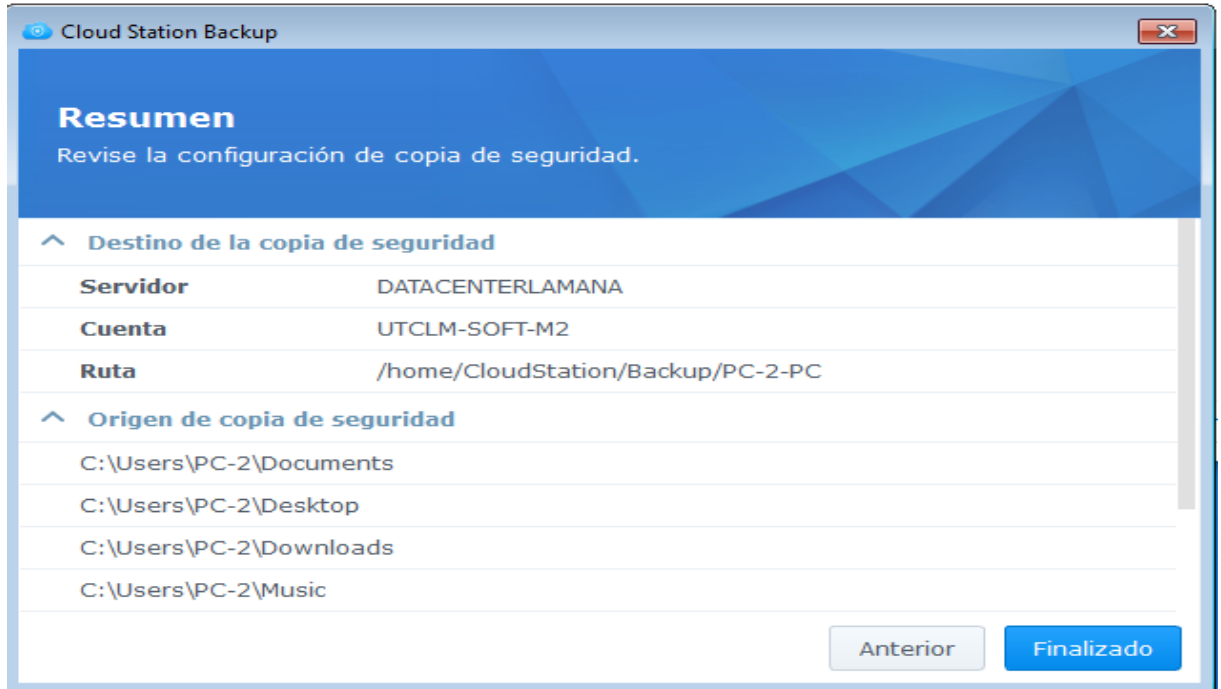 Cloud Station Backup
Resumen
Revise la configuración de copia de seguridad.
Destino de la copia de seguridad
Servidor DATACENTERLAMANA
Cuenta UTCLM-SOFT-M2
Ruta /home/CloudStation/Backup/PC-2-PC
Origen de copia de seguridad
C:\Users\PC-2\Documents
C:\Users\PC-2\Desktop
C:\Users\PC-2\Downloads
C:\Users\PC-2\Music
Anterior Finalizado